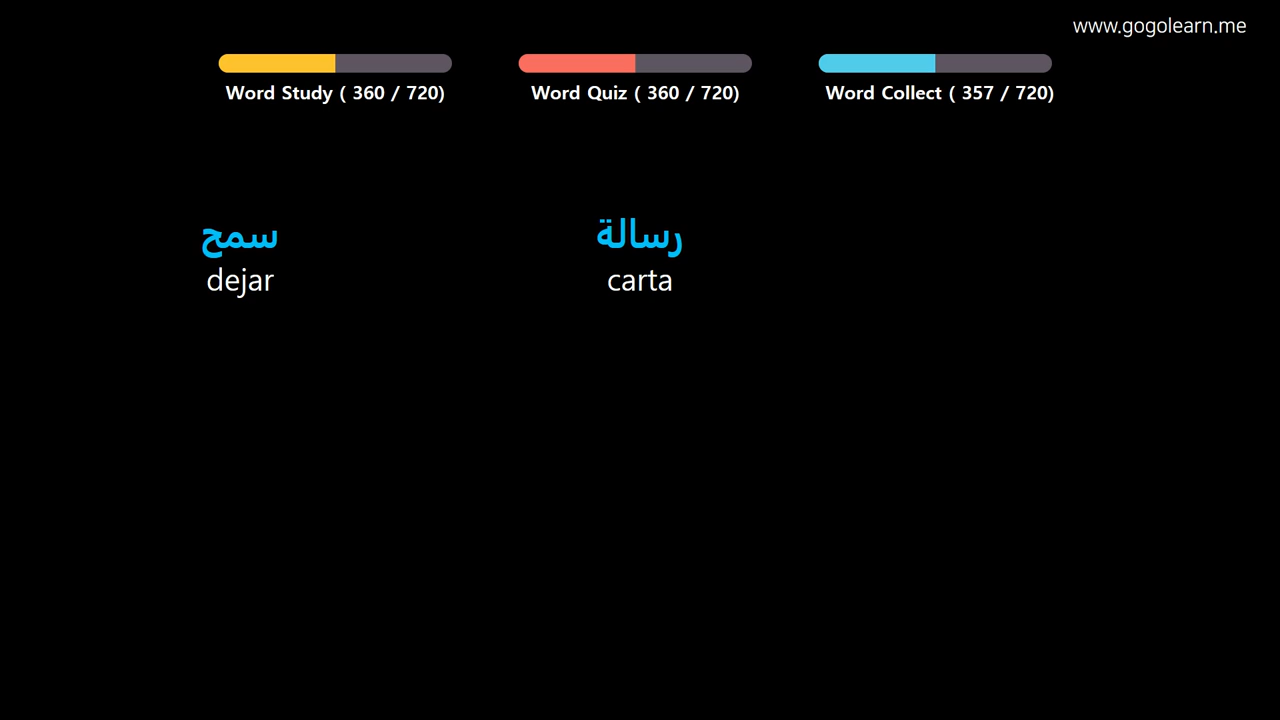 www.gogolearn.me
Word Study ( 360 / 720)
Word Quiz ( 360 / 720)
Word Collect ( 357 / 720)
سمح
dejar
رسالة
carta